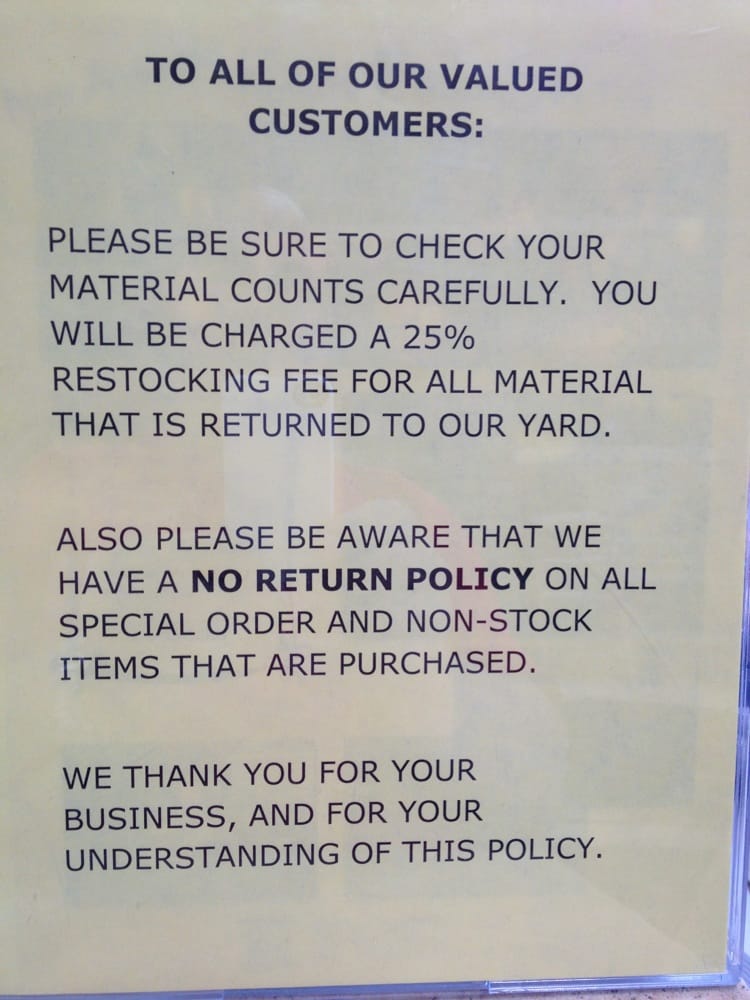 TO ALL OF OUR VALUED
CUSTOMERS:
PLEASE BE SURE TO CHECK YOUR
MATERIAL COUNTS CAREFULLY.  YOU
WILL BE CHARGED A 25%
RESTOCKING FEE FOR ALL MATERIAL
THAT IS RETURNED TO OUR YARD.
ALSO PLEASE BE AWARE THAT WE
HAVE A NO RETURN POLICY ON ALL
SPECIAL ORDER AND NON-STOCK
ITEMS THAT ARE PURCHASED.
WE THANK YOU FOR YOUR
BUSINESS, AND FOR YOUR
UNDERSTANDING OF THIS POLICY.